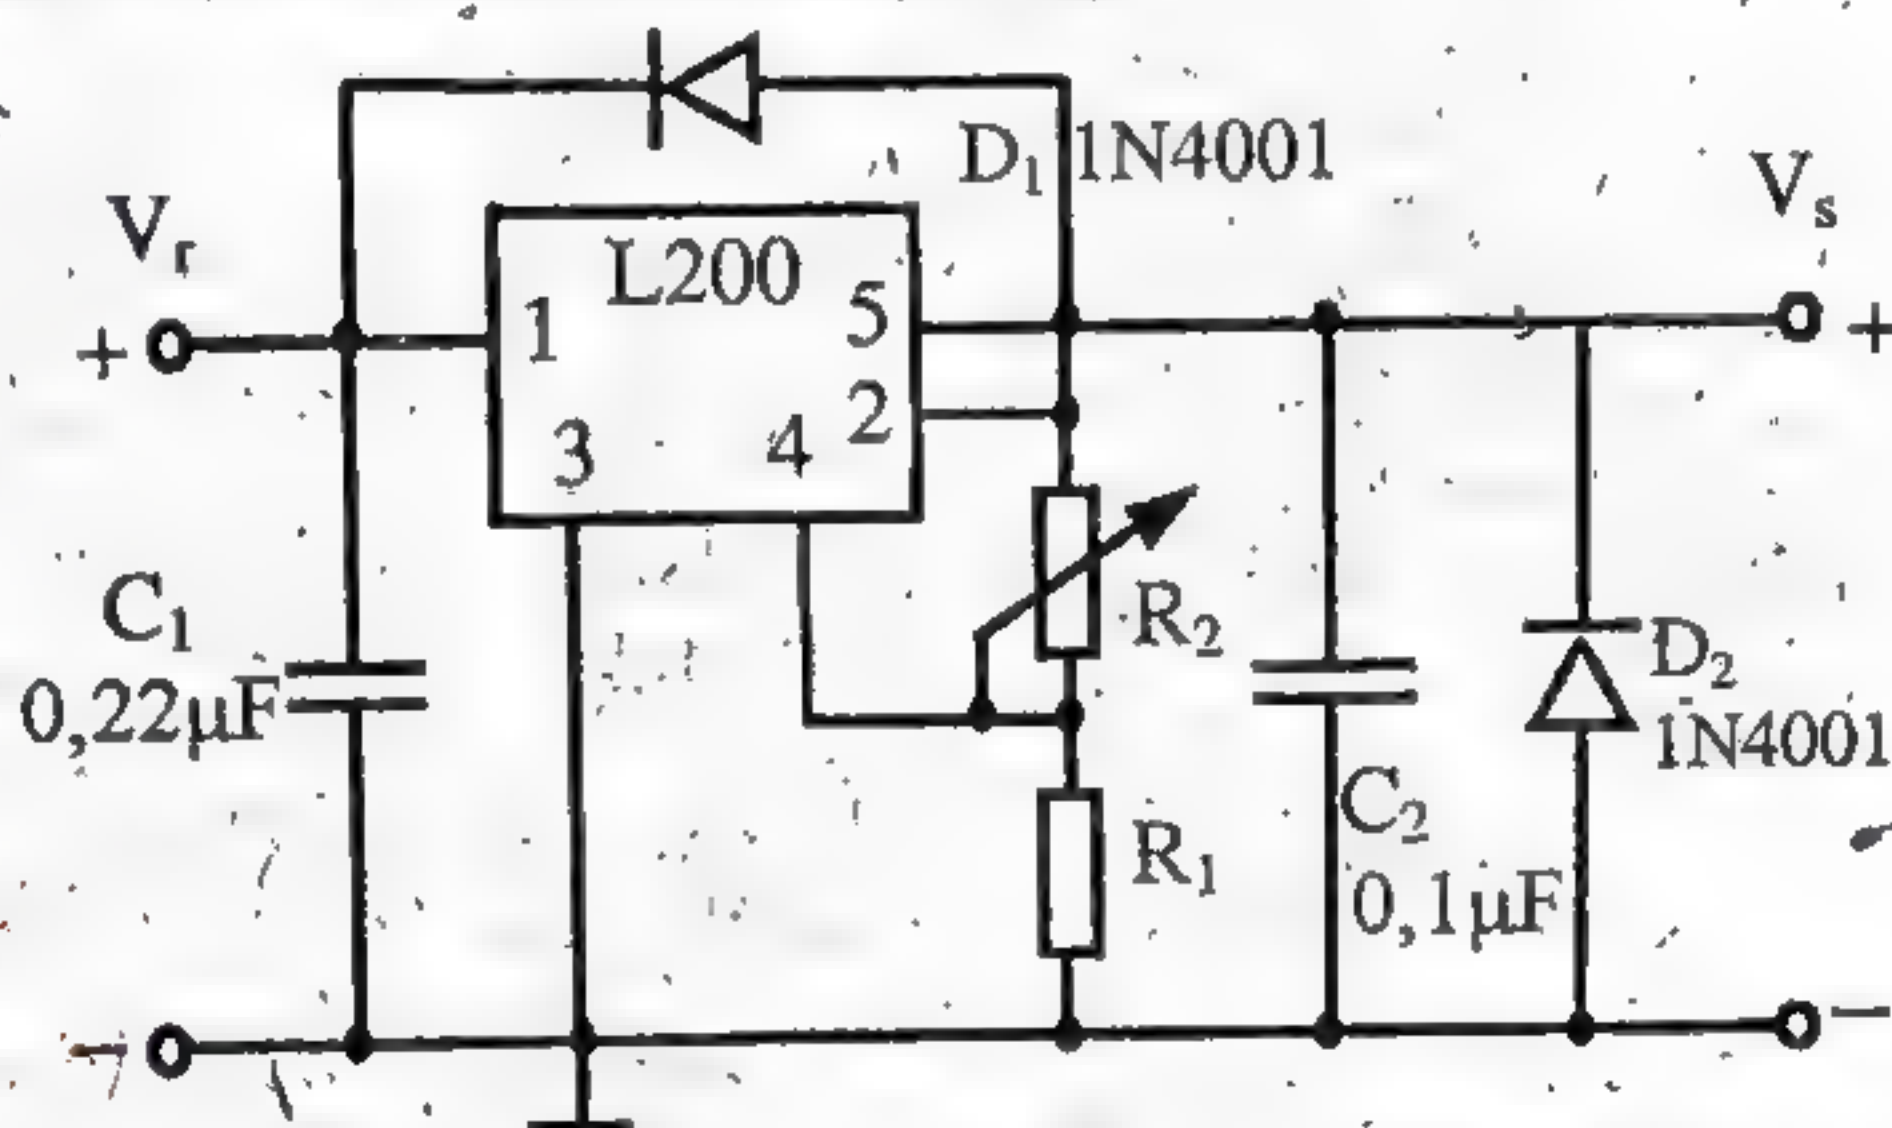 D₁ 1N4001
Vᵣ
Vₛ
L200
+
1
5
+
2
3
4
C₁
0,22µF
R₂
D₂
1N4001
C₂
0,1µF
R₁
−
−